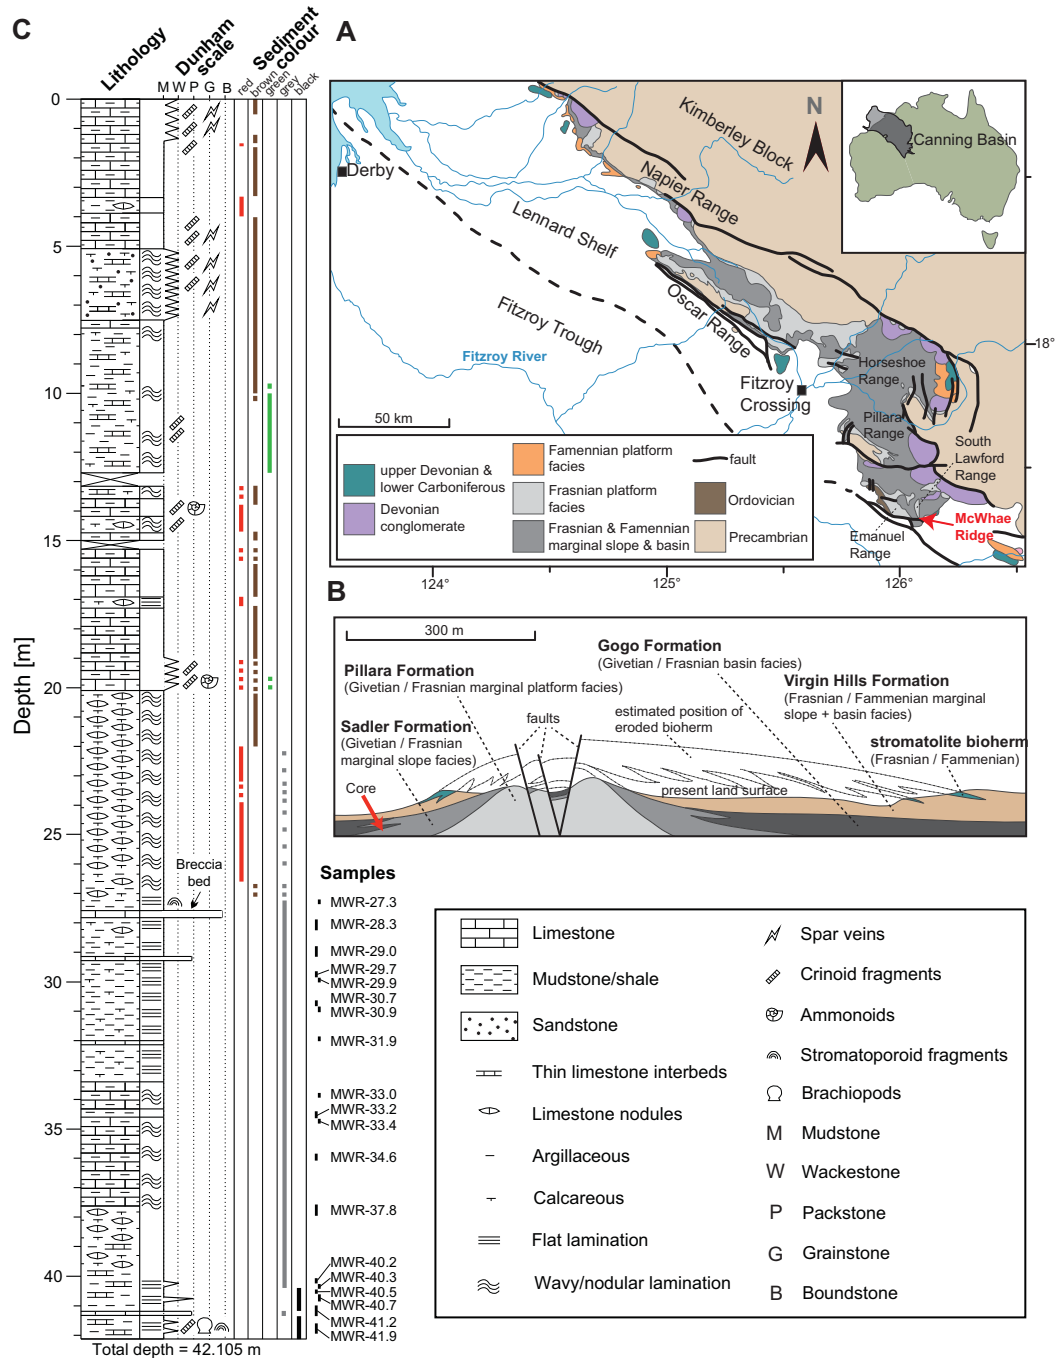 C
Lithology
Dunham
scale
Sediment
colour
M W P G B
red
brown
green
grey
black
0
5
10
15
20
25
30
35
40
Depth [m]
Breccia
bed
Total depth = 42.105 m
Samples
MWR-27.3
MWR-28.3
MWR-29.0
MWR-29.7
MWR-29.9
MWR-30.7
MWR-30.9
MWR-31.9
MWR-33.0
MWR-33.2
MWR-33.4
MWR-34.6
MWR-37.8
MWR-40.2
MWR-40.3
MWR-40.5
MWR-40.7
MWR-41.2
MWR-41.9
A
N
Kimberley Block
Canning Basin
Derby
Napier Range
Lennard Shelf
Oscar Range
Fitzroy Trough
Fitzroy River
18°
Horseshoe
Range
Fitzroy
Crossing
50 km
Pillara
Range
South
Lawford
Range
McWhae
Ridge
Emanuel
Range
upper Devonian &
lower Carboniferous
Devonian
conglomerate
Famennian platform
facies
Frasnian platform
facies
Frasnian & Famennian
marginal slope & basin
fault
Ordovician
Precambrian
124°
125°
126°
B
300 m
Gogo Formation
(Givetian / Frasnian basin facies)
Pillara Formation
(Givetian / Frasnian marginal platform facies)
Virgin Hills Formation
(Frasnian / Fammenian marginal
slope + basin facies)
Sadler Formation
(Givetian / Frasnian
marginal slope facies)
faults
estimated position of
eroded bioherm
stromatolite bioherm
(Frasnian / Fammenian)
Core
present land surface
Limestone
Mudstone/shale
Sandstone
Thin limestone interbeds
Limestone nodules
Argillaceous
Calcareous
Flat lamination
Wavy/nodular lamination
Spar veins
Crinoid fragments
Ammonoids
Stromatoporoid fragments
Brachiopods
M Mudstone
W Wackestone
P Packstone
G Grainstone
B Boundstone